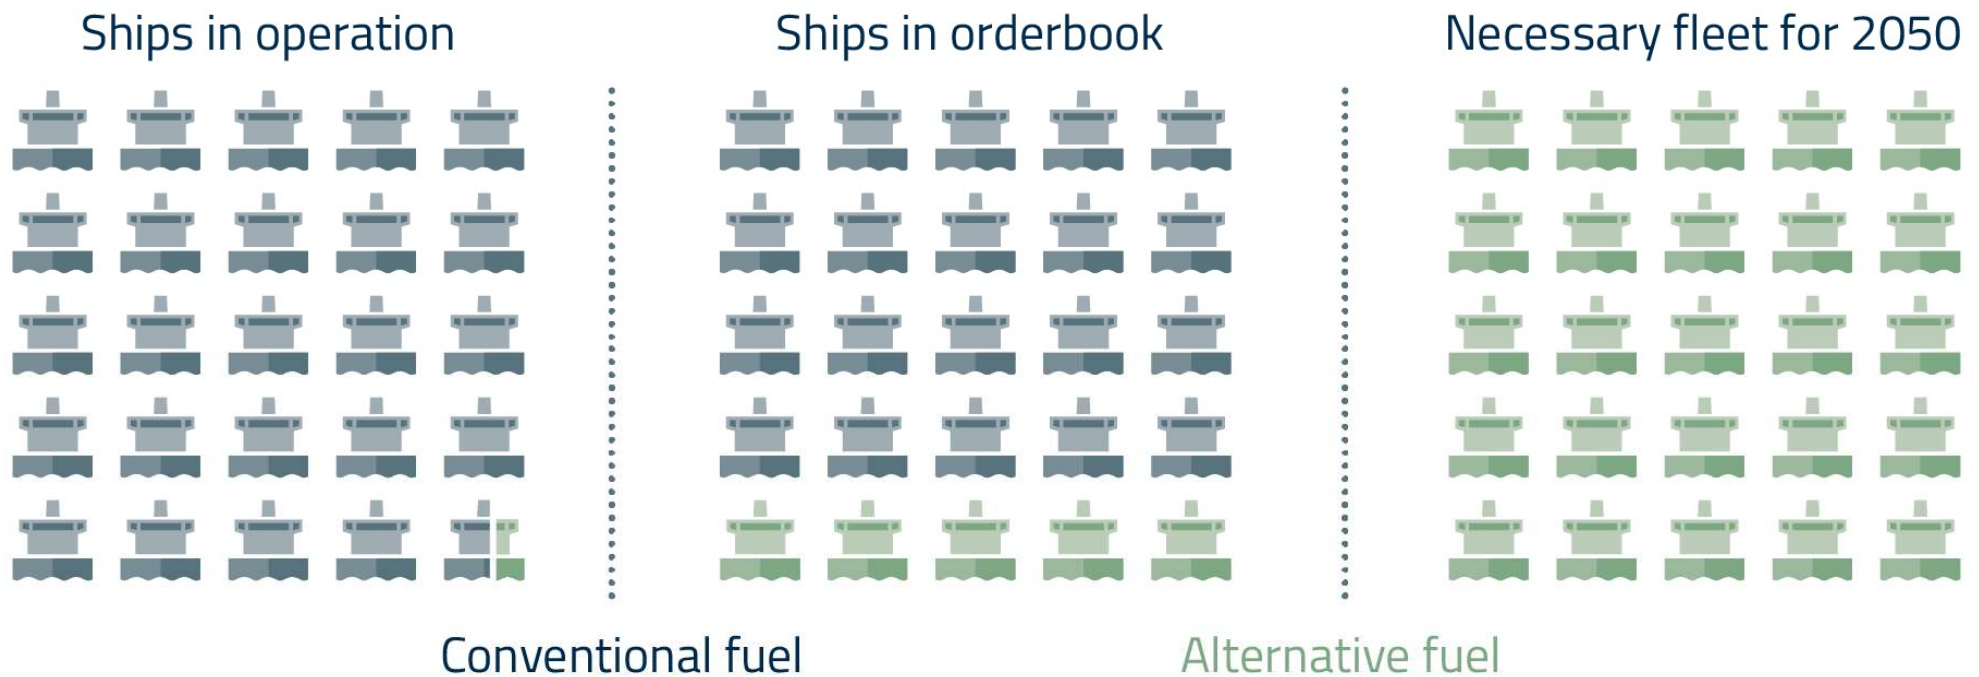 Ships in operation
Ships in orderbook
Necessary fleet for 2050
Conventional fuel
Alternative fuel